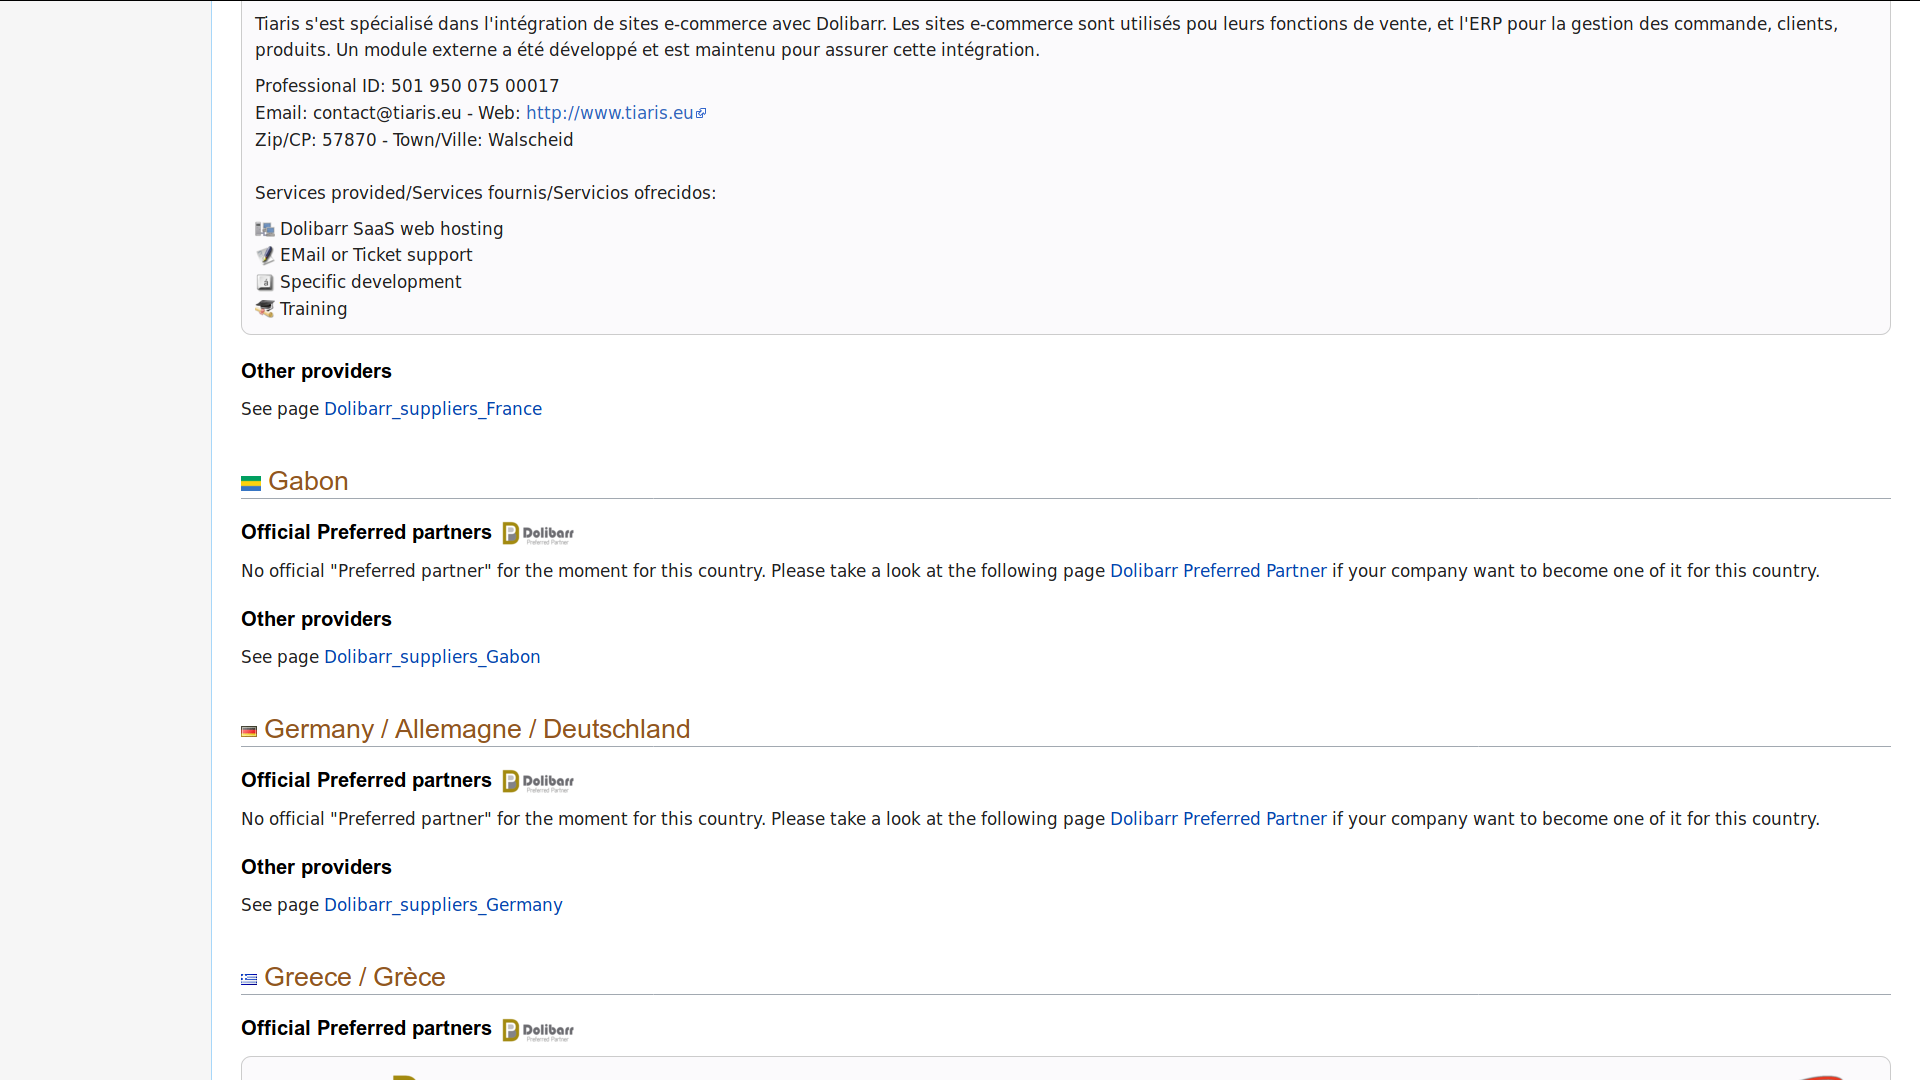 Tiaris s'est spécialisé dans l'intégration de sites e-commerce avec Dolibarr. Les sites e-commerce sont utilisés pou leurs fonctions de vente, et l'ERP pour la gestion des commande, clients,
produits. Un module externe a été développé et est maintenu pour assurer cette intégration.
Professional ID: 501 950 075 00017
Email: contact@tiaris.eu - Web: http://www.tiaris.eu
Zip/CP: 57870 - Town/Ville: Walscheid
Services provided/Services fournis/Servicios ofrecidos:
Dolibarr SaaS web hosting
EMail or Ticket support
Specific development
Training
Other providers
See page Dolibarr_suppliers_France
Gabon
Official Preferred partners Dolibarr Preferred Partner
No official "Preferred partner" for the moment for this country. Please take a look at the following page Dolibarr Preferred Partner if your company want to become one of it for this country.
Other providers
See page Dolibarr_suppliers_Gabon
Germany / Allemagne / Deutschland
Official Preferred partners Dolibarr Preferred Partner
No official "Preferred partner" for the moment for this country. Please take a look at the following page Dolibarr Preferred Partner if your company want to become one of it for this country.
Other providers
See page Dolibarr_suppliers_Germany
Greece / Grèce
Official Preferred partners Dolibarr Preferred Partner